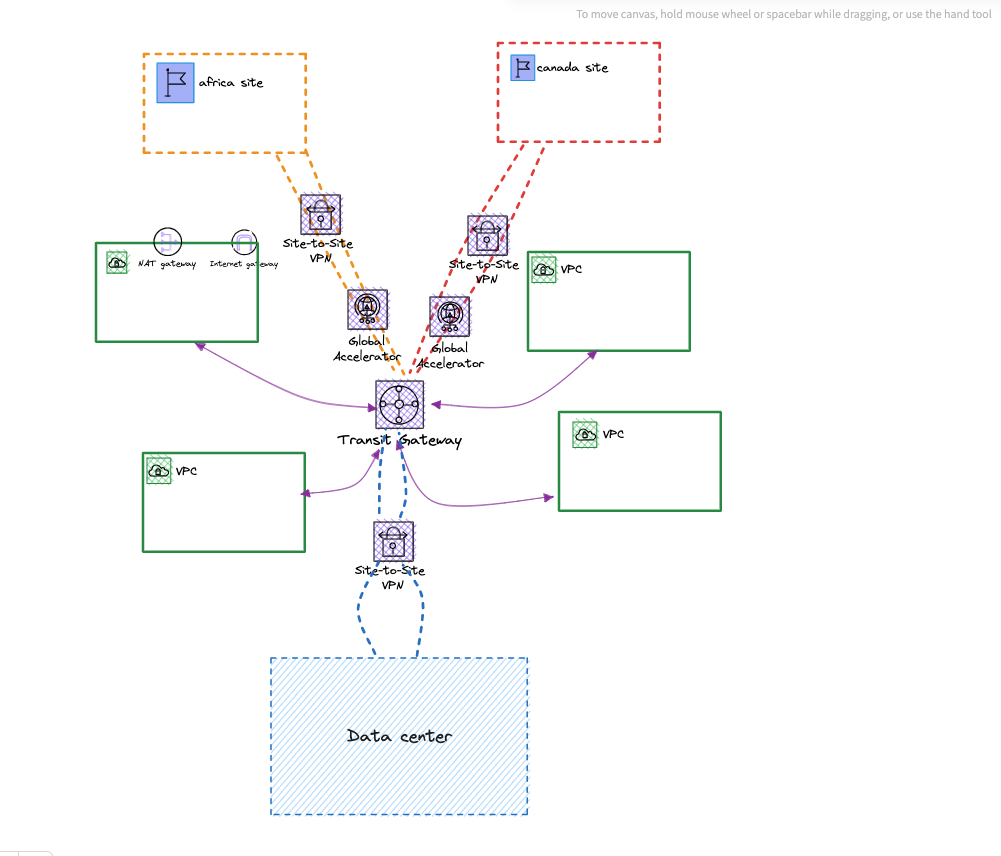 To move canvas, hold mouse wheel or spacebar while dragging, or use the hand tool
africa site
canada site
Site-to-Site
VPN
Site-to-Site
VPN
NAT gateway
Internet gateway
VPC
Global
Accelerator
Global
Accelerator
Transit Gateway
VPC
VPC
Site-to-Site
VPN
Data center